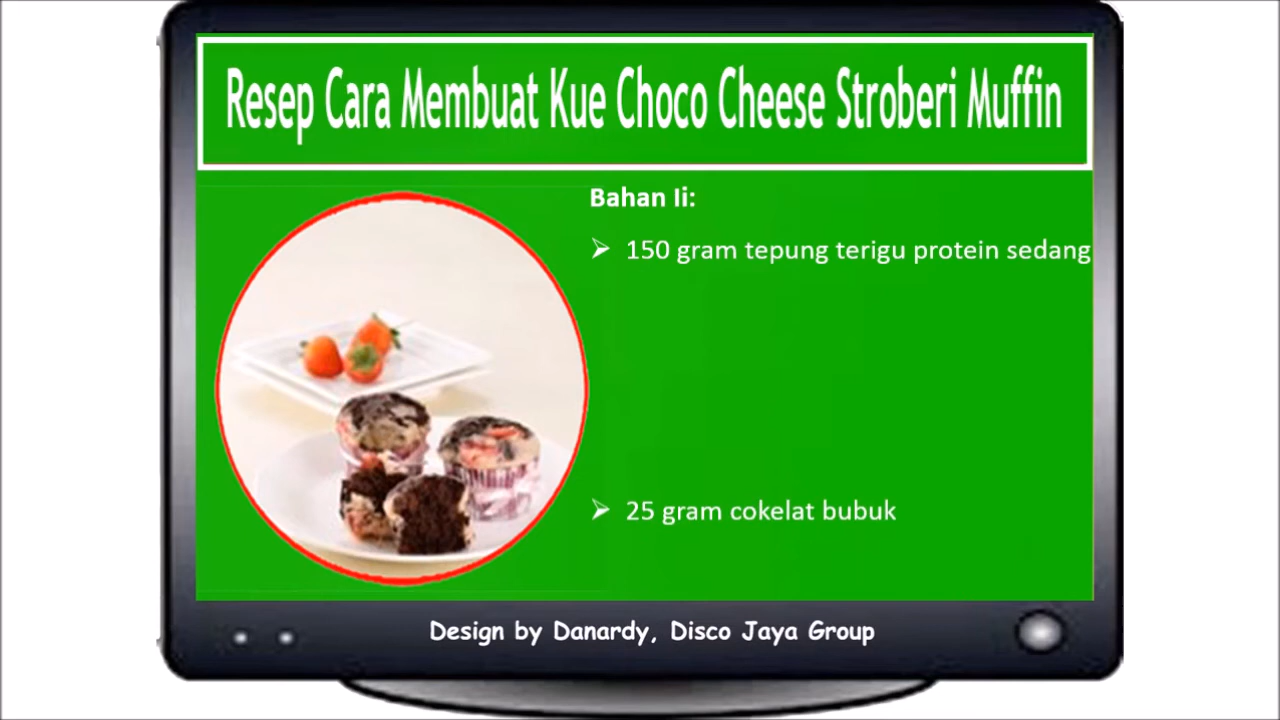 Resep Cara Membuat Kue Choco Cheese Stroberi Muffin
Bahan Ii:
➢ 150 gram tepung terigu protein sedang
➢ 25 gram cokelat bubuk
Design by Danardy, Disco Jaya Group